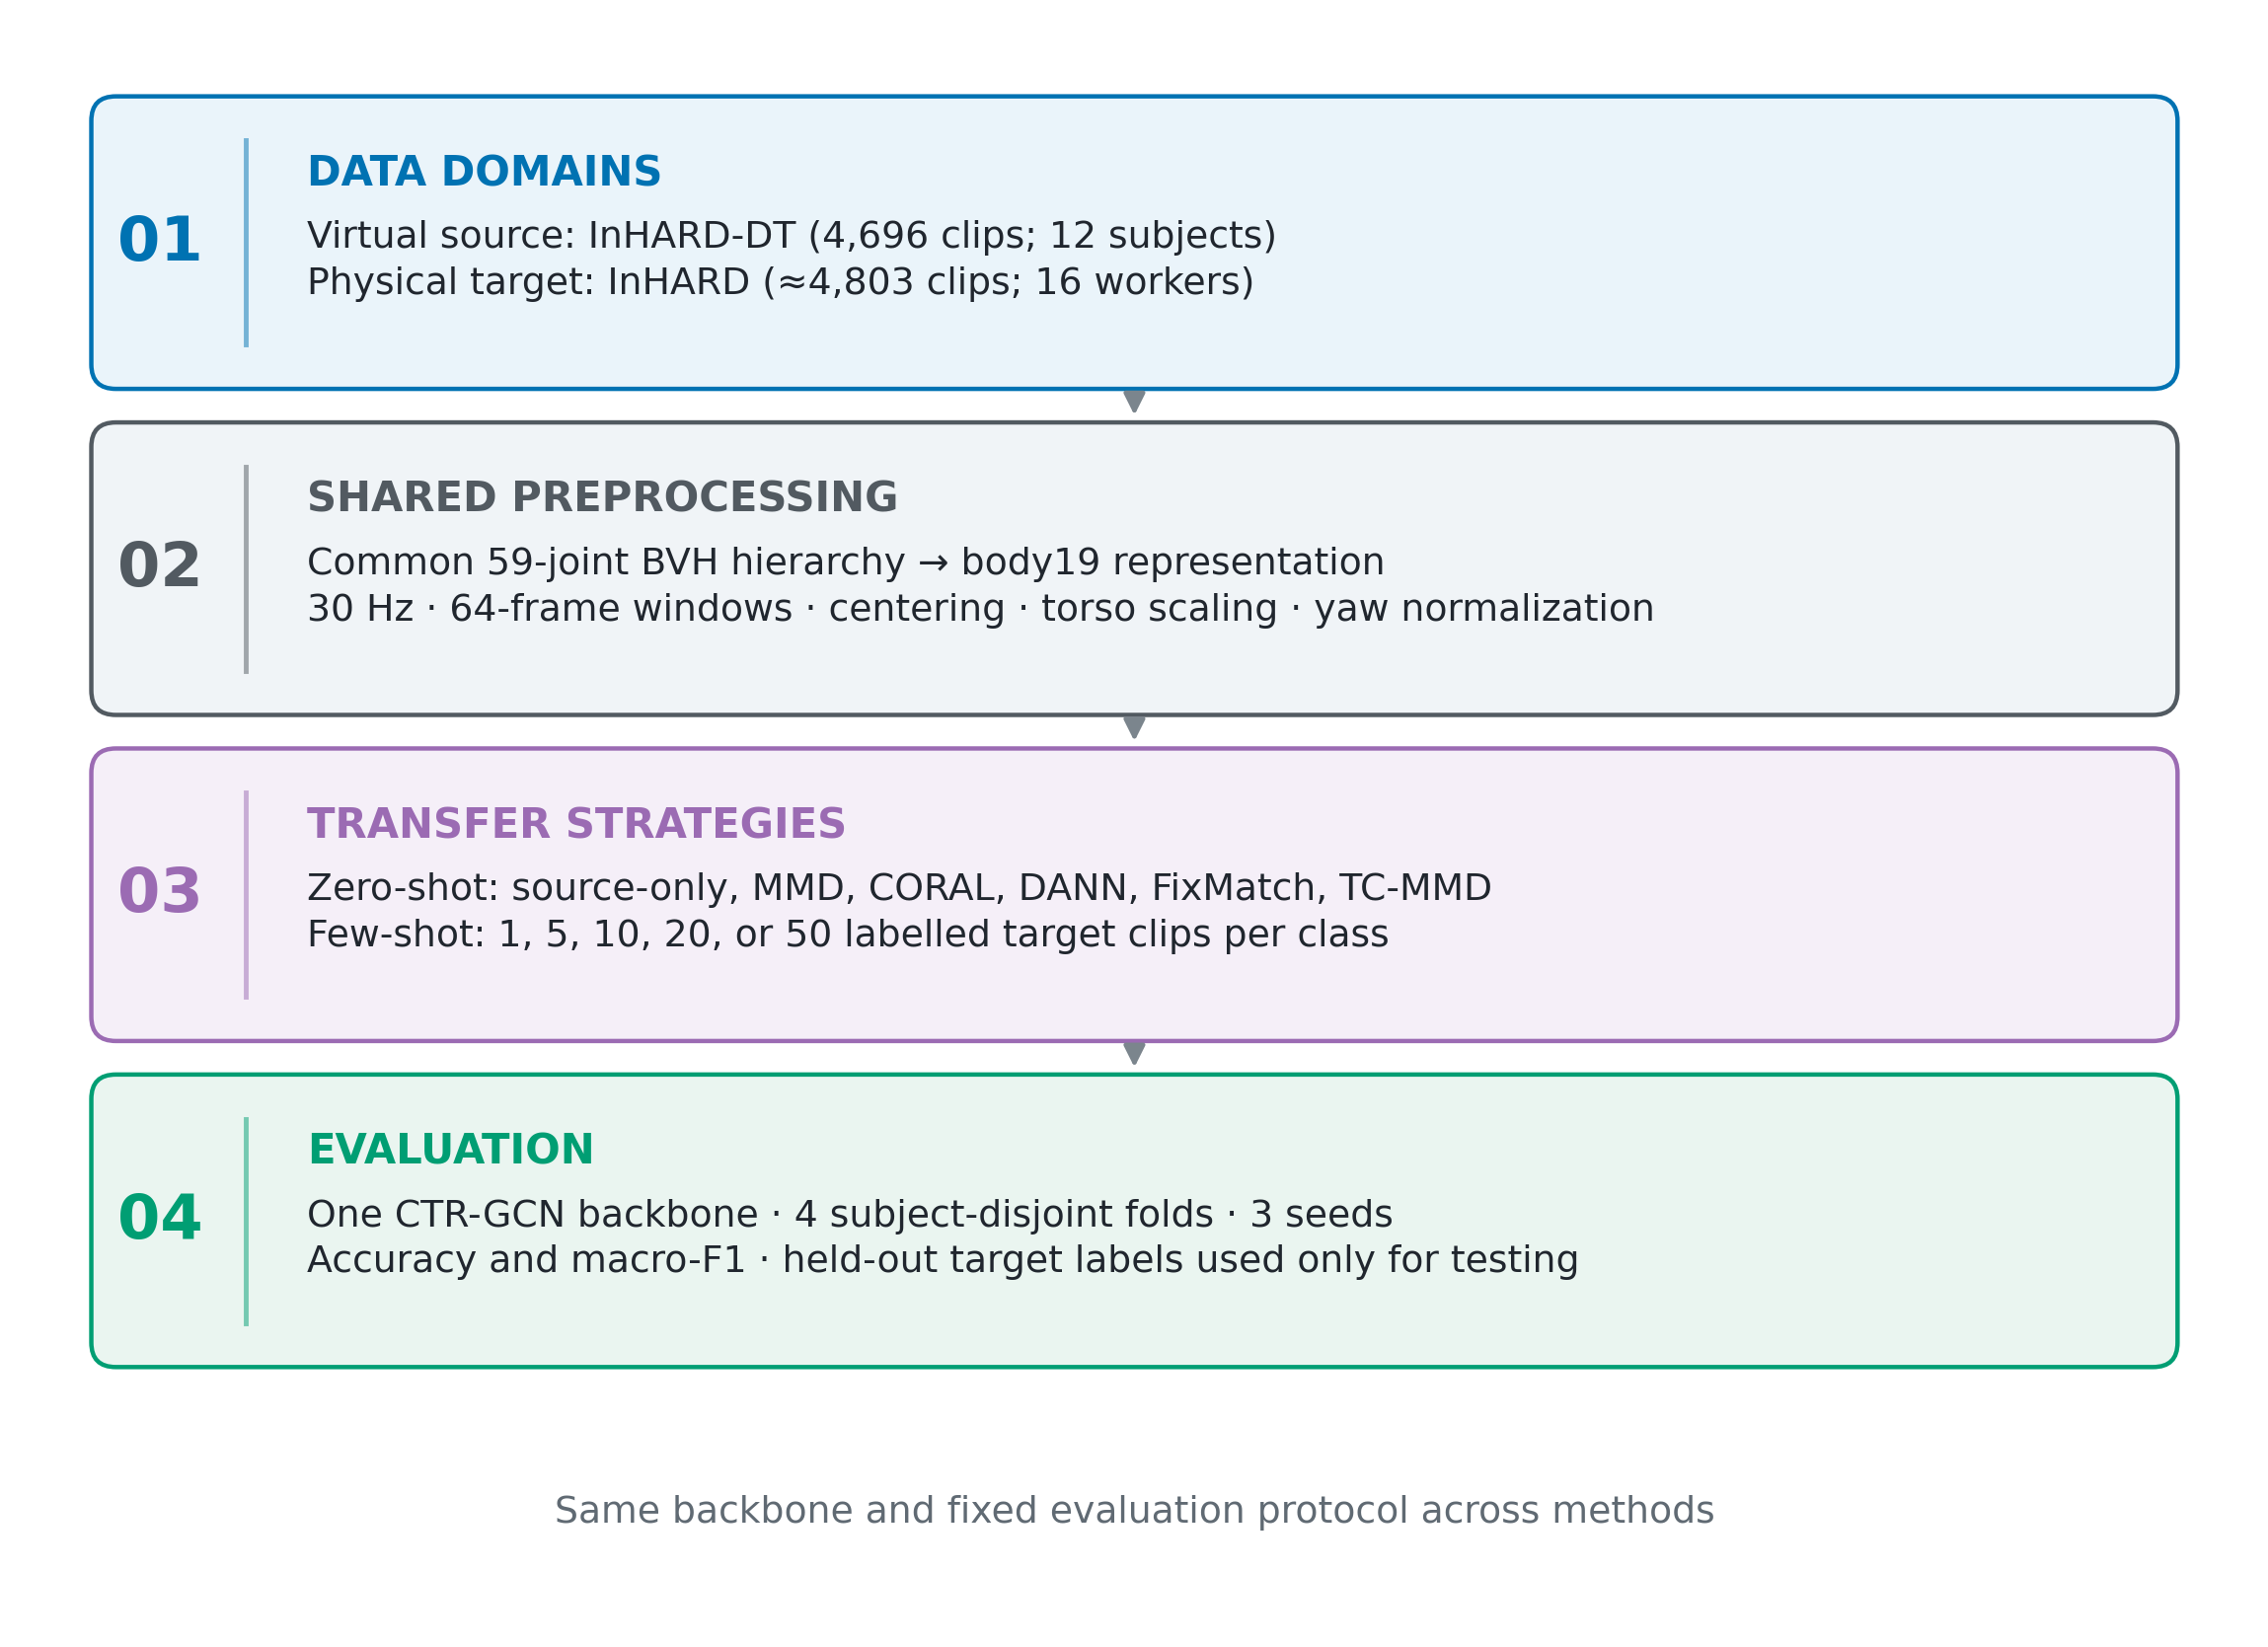 01
DATA DOMAINS
Virtual source: InHARD-DT (4,696 clips; 12 subjects)
Physical target: InHARD (≈4,803 clips; 16 workers)
02
SHARED PREPROCESSING
Common 59-joint BVH hierarchy → body19 representation
30 Hz · 64-frame windows · centering · torso scaling · yaw normalization
03
TRANSFER STRATEGIES
Zero-shot: source-only, MMD, CORAL, DANN, FixMatch, TC-MMD
Few-shot: 1, 5, 10, 20, or 50 labelled target clips per class
04
EVALUATION
One CTR-GCN backbone · 4 subject-disjoint folds · 3 seeds
Accuracy and macro-F1 · held-out target labels used only for testing
Same backbone and fixed evaluation protocol across methods